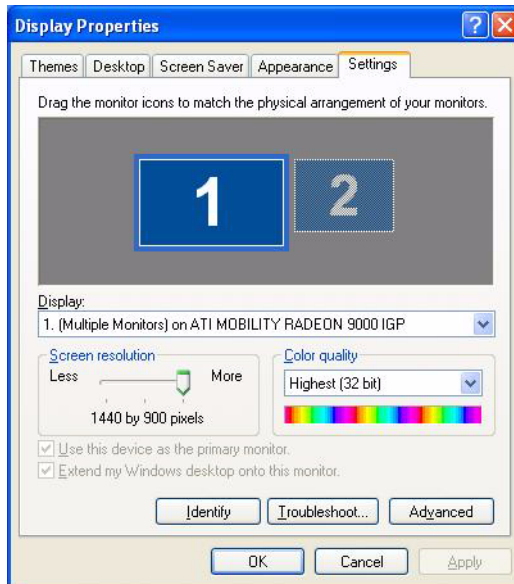 Display Properties
Themes Desktop Screen Saver Appearance Settings
Drag the monitor icons to match the physical arrangement of your monitors.
1 2
Display:
1. (Multiple Monitors) on ATI MOBILITY RADEON 9000 IGP
Screen resolution Color quality
Less More Highest (32 bit)
1440 by 900 pixels
Use this device as the primary monitor.
Extend my Windows desktop onto this monitor.
Identify Troubleshoot... Advanced
OK Cancel Apply